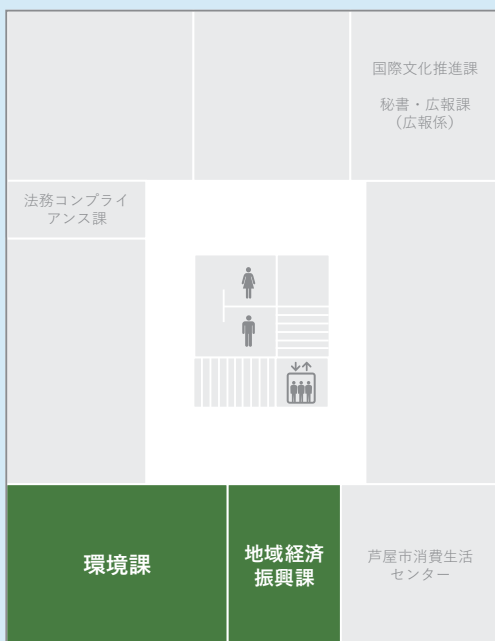 国際文化推進課
秘書・広報課
（広報係）
法務コンプライ
アンス課
環境課
地域経済
振興課
芦屋市消費生活
センター